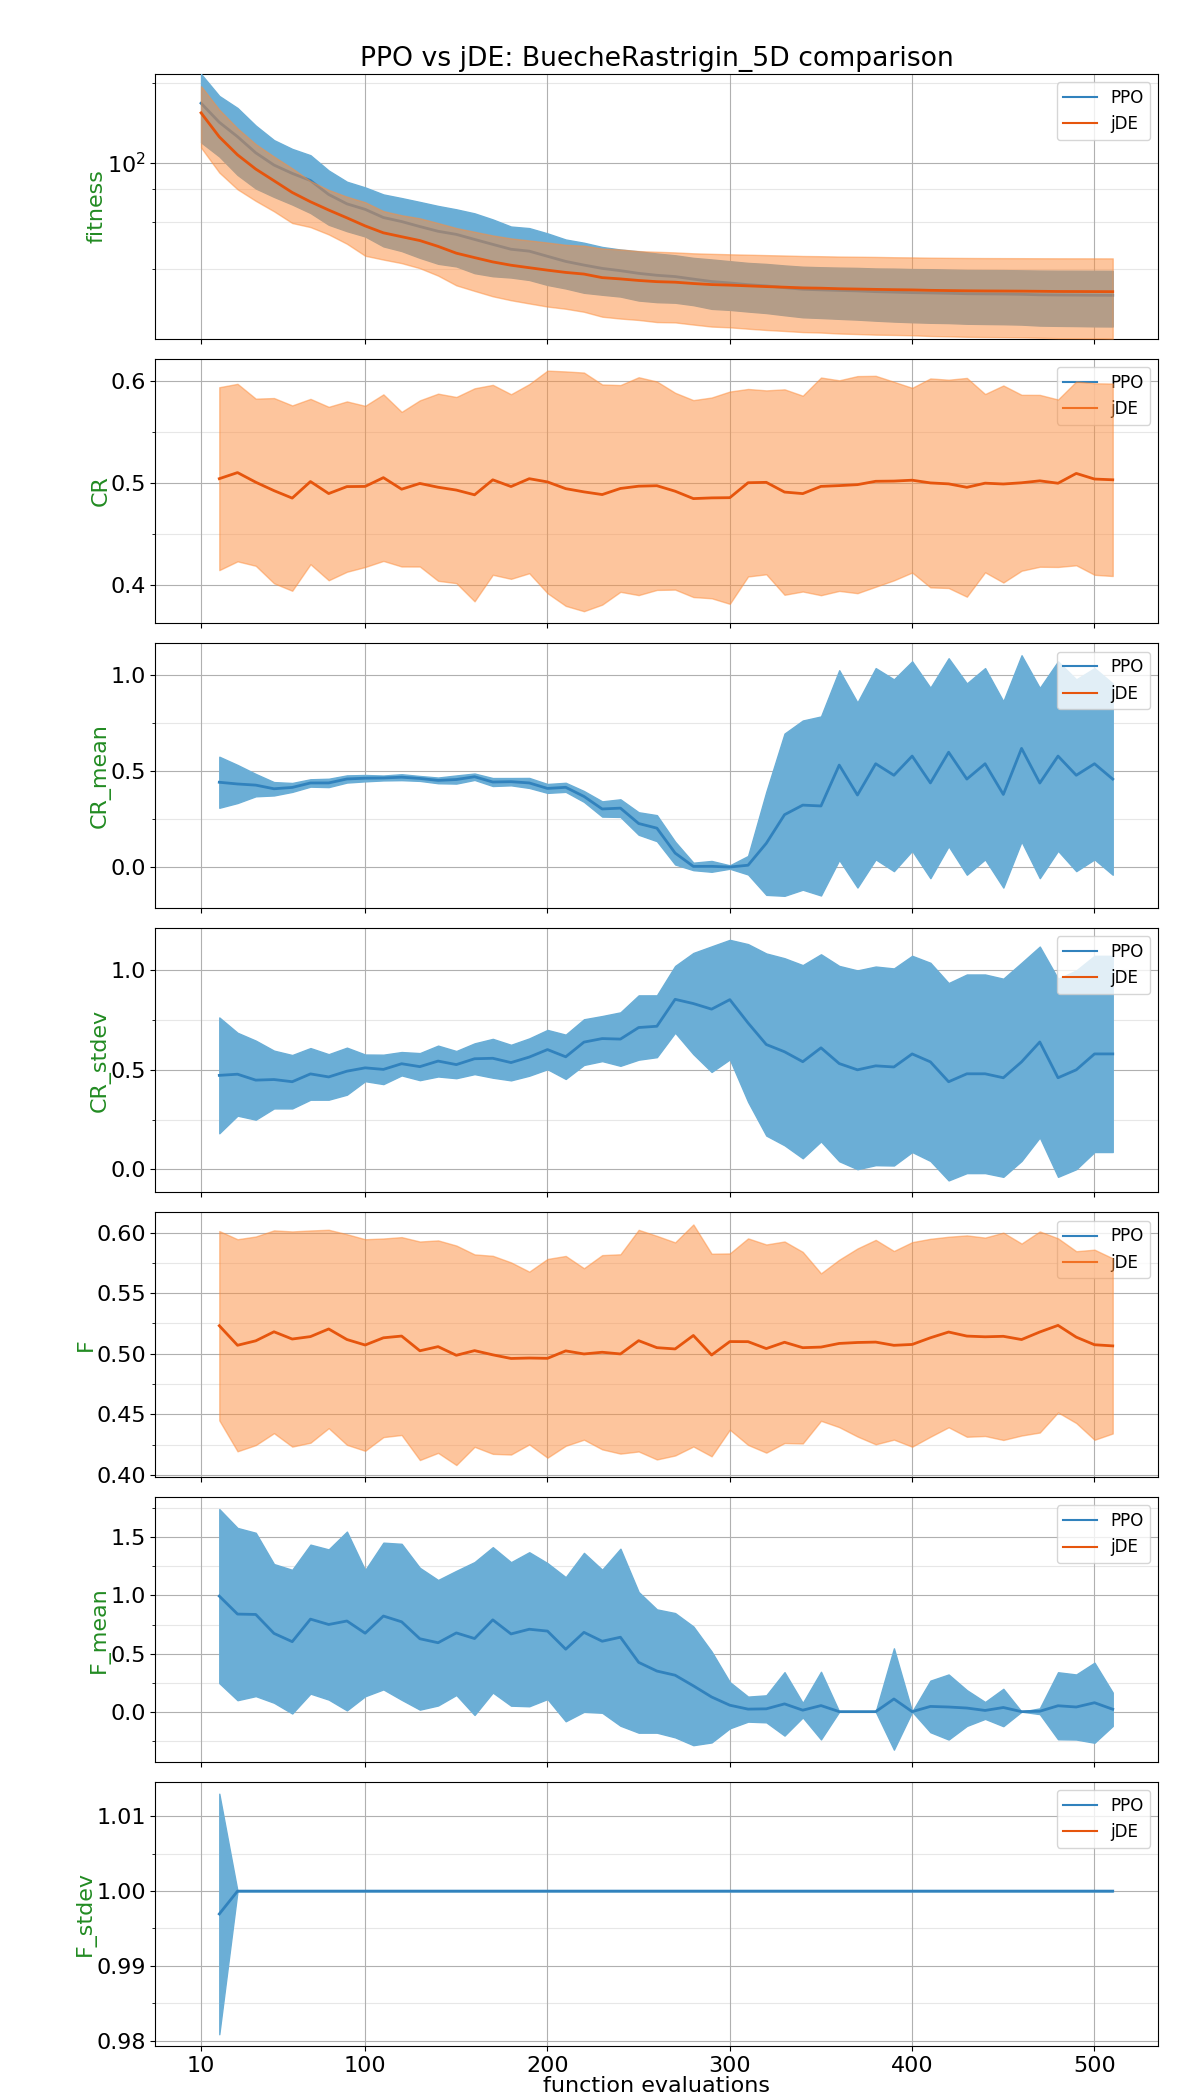 PPO vs jDE: BuecheRastrigin_5D comparison
PPO
jDE
10²
fitness
PPO
jDE
0.6
0.5
0.4
CR
PPO
jDE
1.0
0.5
0.0
CR_mean
PPO
jDE
1.0
0.5
0.0
CR_stdev
PPO
jDE
0.60
0.55
0.50
0.45
0.40
F
PPO
jDE
1.5
1.0
0.5
0.0
F_mean
PPO
jDE
1.01
1.00
0.99
0.98
F_stdev
10 100 200 300 400 500
function evaluations